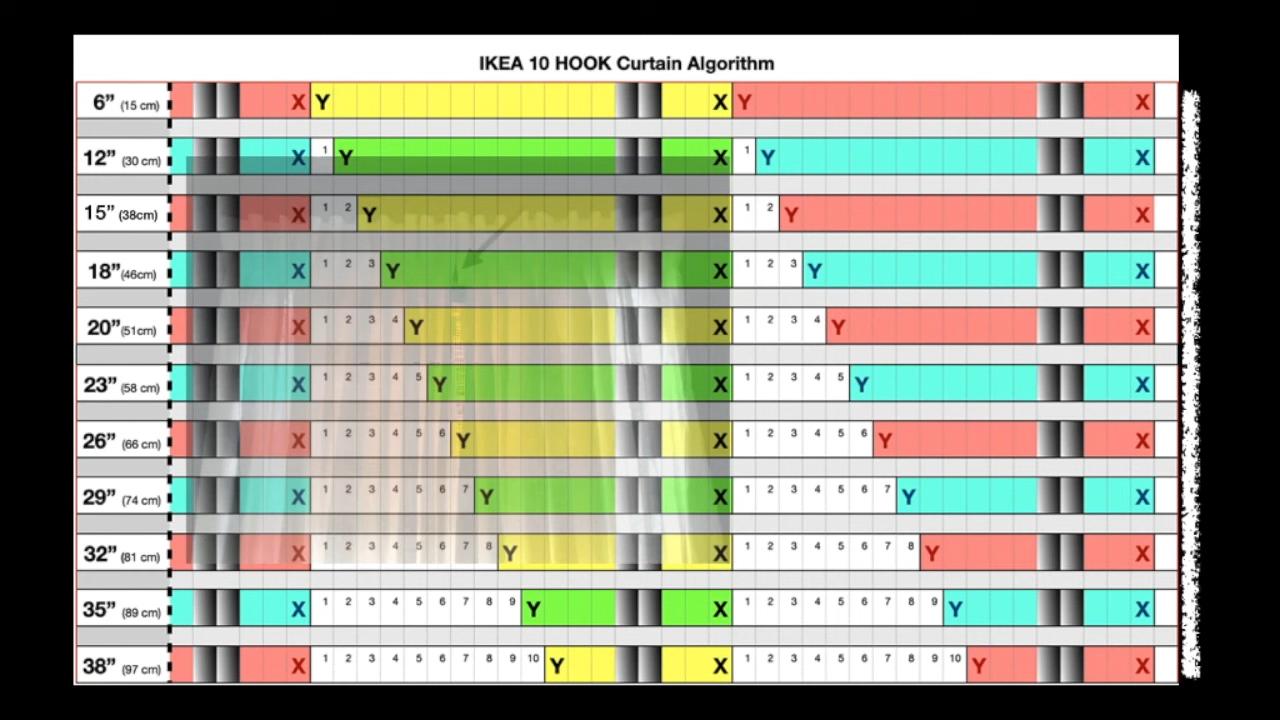 IKEA 10 HOOK Curtain Algorithm
6” (15 cm) X Y X Y X
12” (30 cm) X 1 Y X 1 Y X
15” (38cm) X 1 2 Y X 1 2 Y X
18” (46cm) X 1 2 3 Y X 1 2 3 Y X
20” (51cm) X 1 2 3 4 Y X 1 2 3 4 Y X
23” (58 cm) X 1 2 3 4 5 Y X 1 2 3 4 5 Y X
26” (66 cm) X 1 2 3 4 5 6 Y X 1 2 3 4 5 6 Y X
29” (74 cm) X 1 2 3 4 5 6 7 Y X 1 2 3 4 5 6 7 Y X
32” (81 cm) X 1 2 3 4 5 6 7 8 Y X 1 2 3 4 5 6 7 8 Y X
35” (89 cm) X 1 2 3 4 5 6 7 8 9 Y X 1 2 3 4 5 6 7 8 9 Y X
38” (97 cm) X 1 2 3 4 5 6 7 8 9 10 Y X 1 2 3 4 5 6 7 8 9 10 Y X